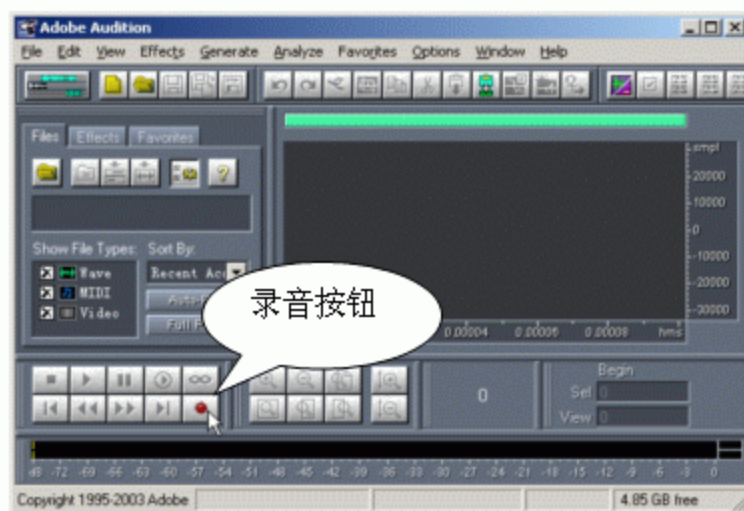 Adobe Audition
File Edit View Effects Generate Analyze Favorites Options Window Help
Files Effects Favorites
smpl
20000
10000
0
-10000
-20000
-30000
Show File Types: Sort By:
Wave
MIDI
Video
Recent Acc
Auto-P
Full P
录音按钮
0.00004 0.00006 0.00008 hms
Begin
Sel 0
View 0
0
dB -72 -69 -66 -63 -60 -57 -54 -51 -48 -45 -42 -39 -36 -33 -30 -27 -24 -21 -18 -15 -12 -9 -6 -3 0
Copyright 1995-2003 Adobe
4.85 GB free